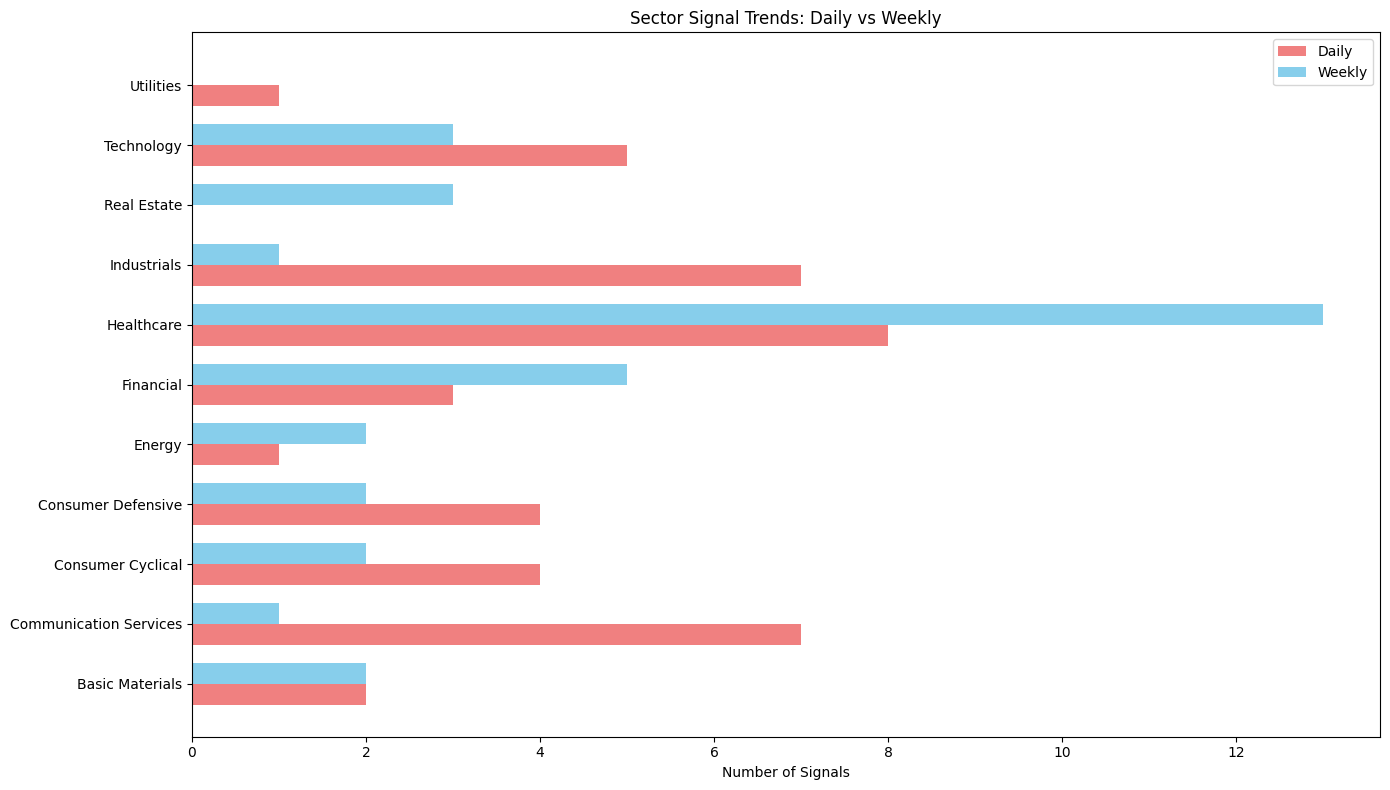 Sector Signal Trends: Daily vs Weekly
Daily
Weekly
Utilities
Technology
Real Estate
Industrials
Healthcare
Financial
Energy
Consumer Defensive
Consumer Cyclical
Communication Services
Basic Materials
0 2 4 6 8 10 12
Number of Signals